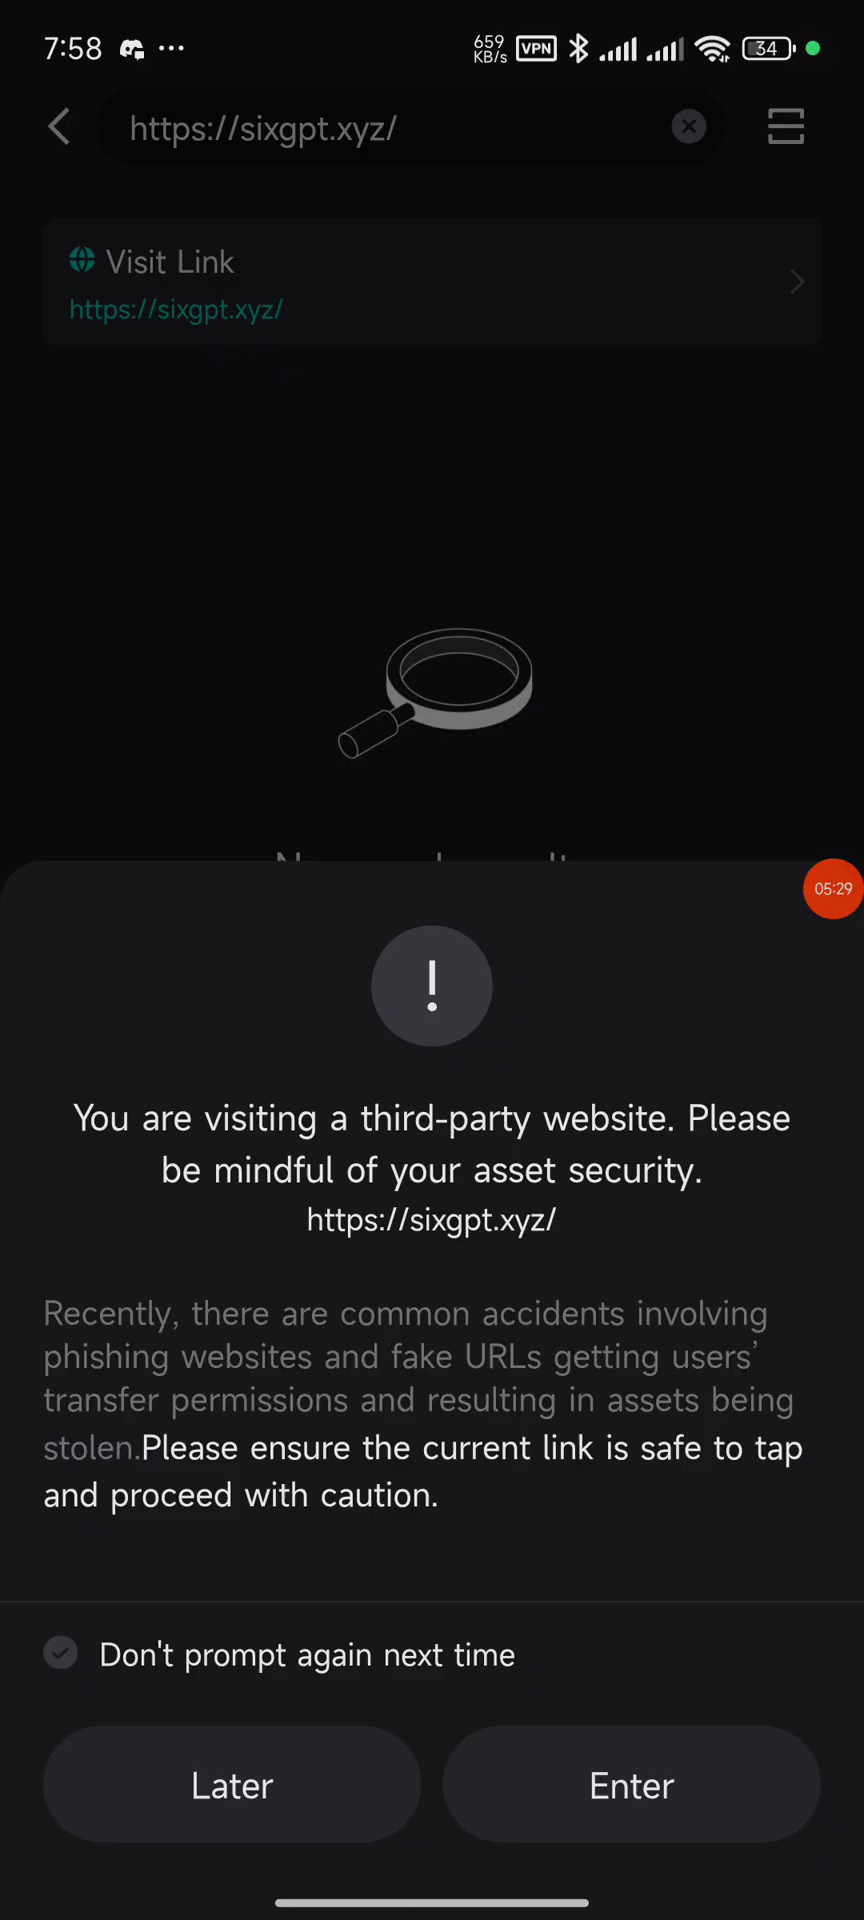 7:58
659 KB/s
VPN
34
https://sixgpt.xyz/
Visit Link
https://sixgpt.xyz/
05:29
You are visiting a third-party website. Please
be mindful of your asset security.
https://sixgpt.xyz/
Recently, there are common accidents involving
phishing websites and fake URLs getting users’
transfer permissions and resulting in assets being
stolen.Please ensure the current link is safe to tap
and proceed with caution.
Don't prompt again next time
Later
Enter